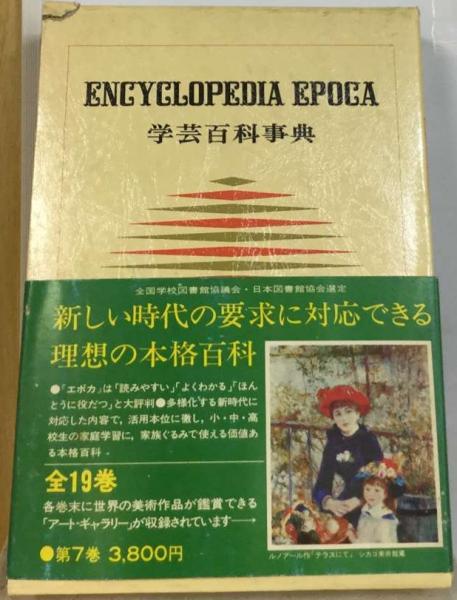 ENCYCLOPEDIA EPOCA
学芸百科事典
全国学校図書館協議会・日本図書館協会選定
新しい時代の要求に対応できる
理想の本格百科
●「エポカ」は「読みやすい」「よくわかる」「ほん
とうに役だつ」と大評判●多様化する新時代に
対応した内容で,活用本位に徹し,小・中・高
校生の家庭学習に,家族ぐるみで使える価値あ
る本格百科。
全19巻
各巻末に世界の美術作品が鑑賞できる
「アート・ギャラリー」が収録されています→
●第7巻 3,800円
ルノアール作「テラスにて」 シカゴ美術館蔵